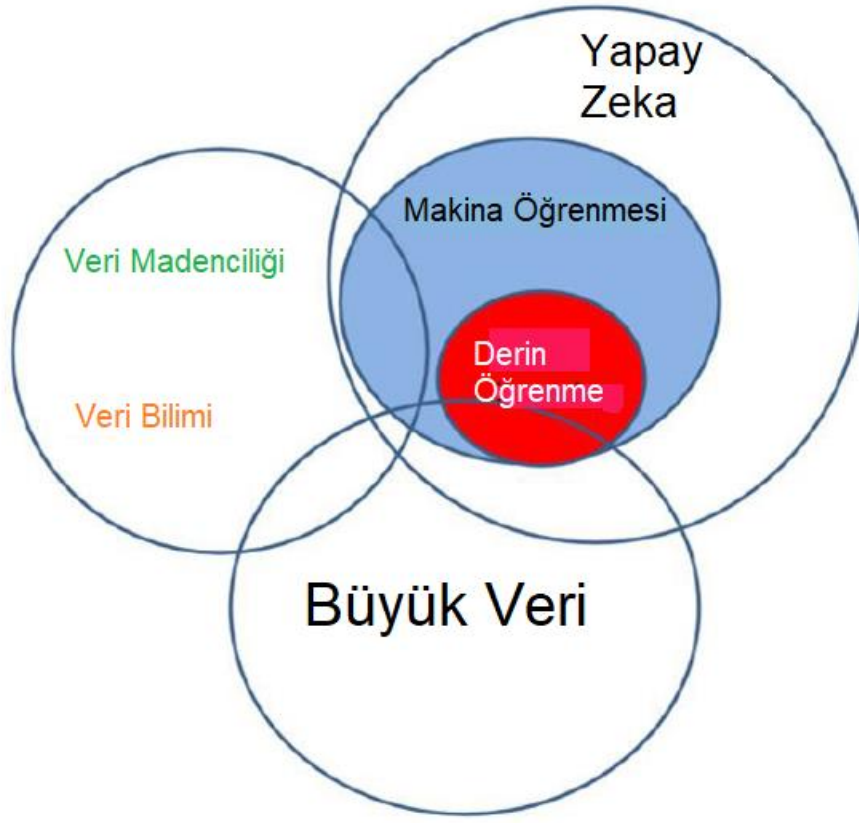 Yapay
Zeka
Makina Öğrenmesi
Veri Madenciliği
Derin
Öğrenme
Veri Bilimi
Büyük Veri